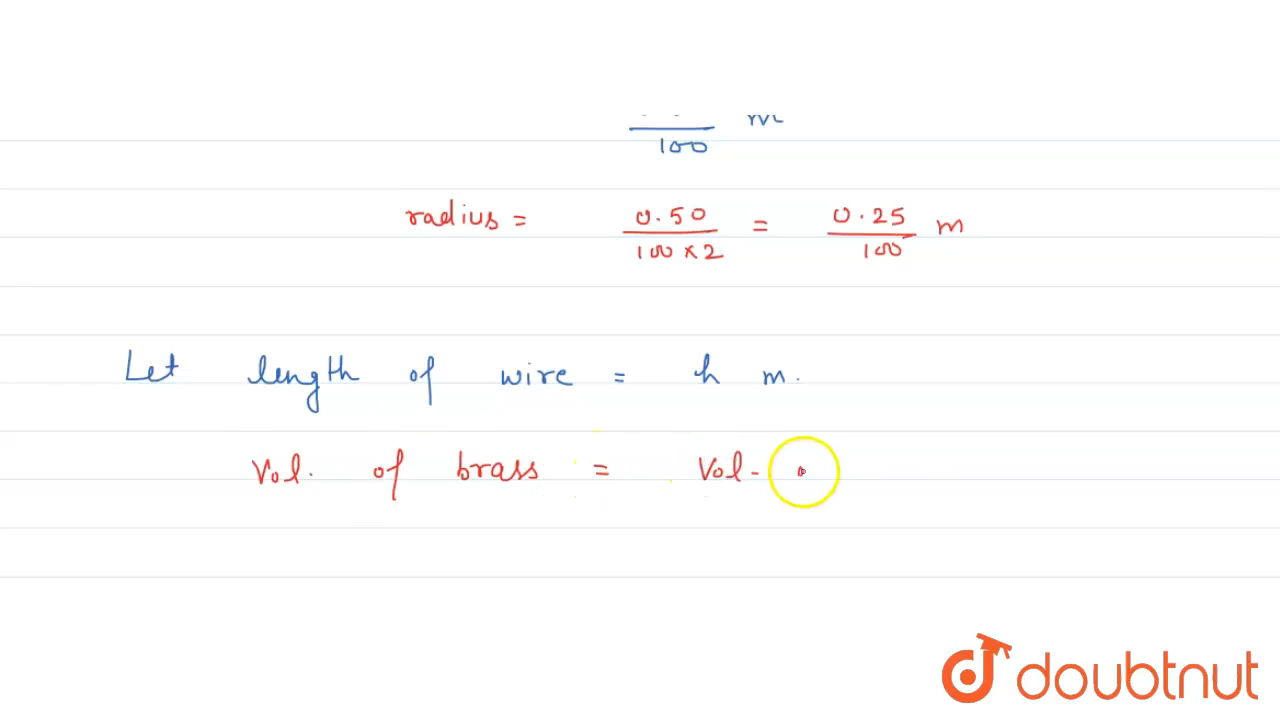 100
radius = 0.50 / 100 × 2 = 0.25 / 100 m
Let length of wire = h m.
Vol. of brass = Vol-
doubtnut